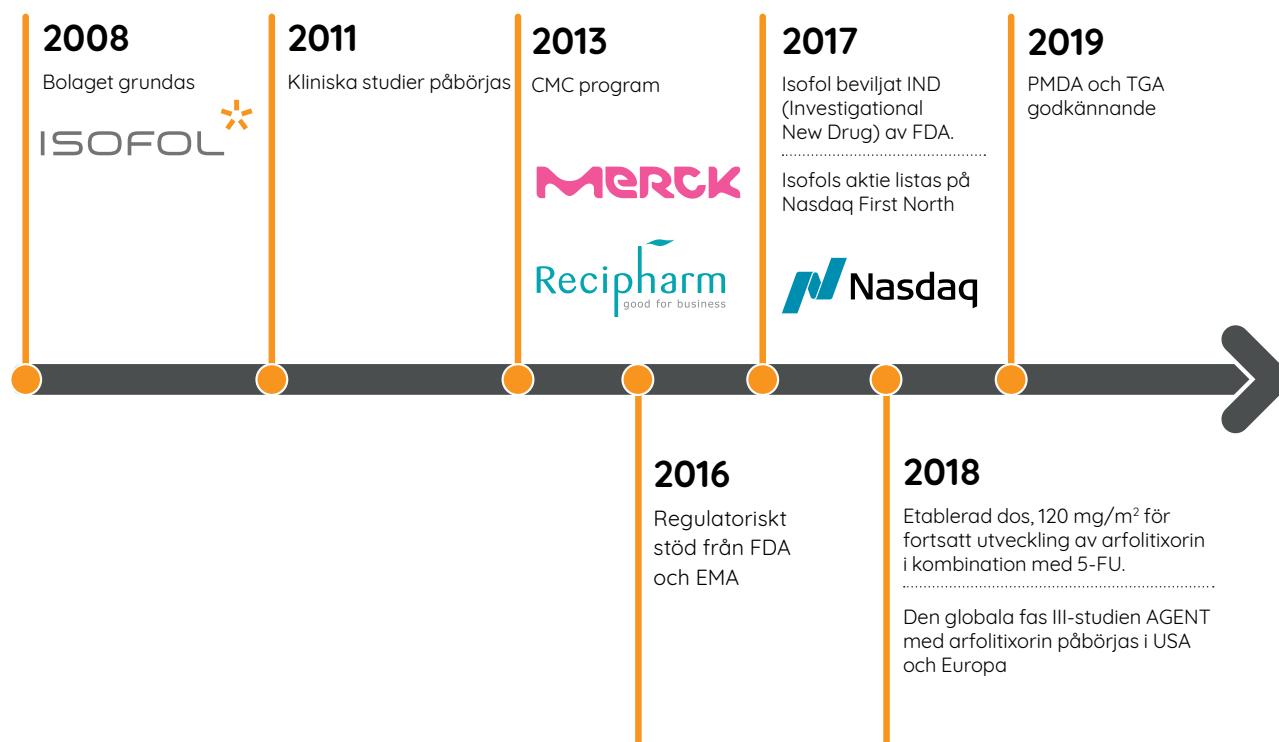 2008
Bolaget grundas
ISOFOL
2011
Kliniska studier påbörjas
2013
CMC program
MERCK
Recipharm
good for business
2017
Isofol beviljat IND
(Investigational
New Drug) av FDA.
Isofols aktie listas på
Nasdaq First North
Nasdaq
2019
PMDA och TGA
godkännande
2016
Regulatoriskt
stöd från FDA
och EMA
2018
Etablerad dos, 120 mg/m² för
fortsatt utveckling av arfolitixorin
i kombination med 5-FU.
Den globala fas III-studien AGENT
med arfolitixorin påbörjas i USA
och Europa